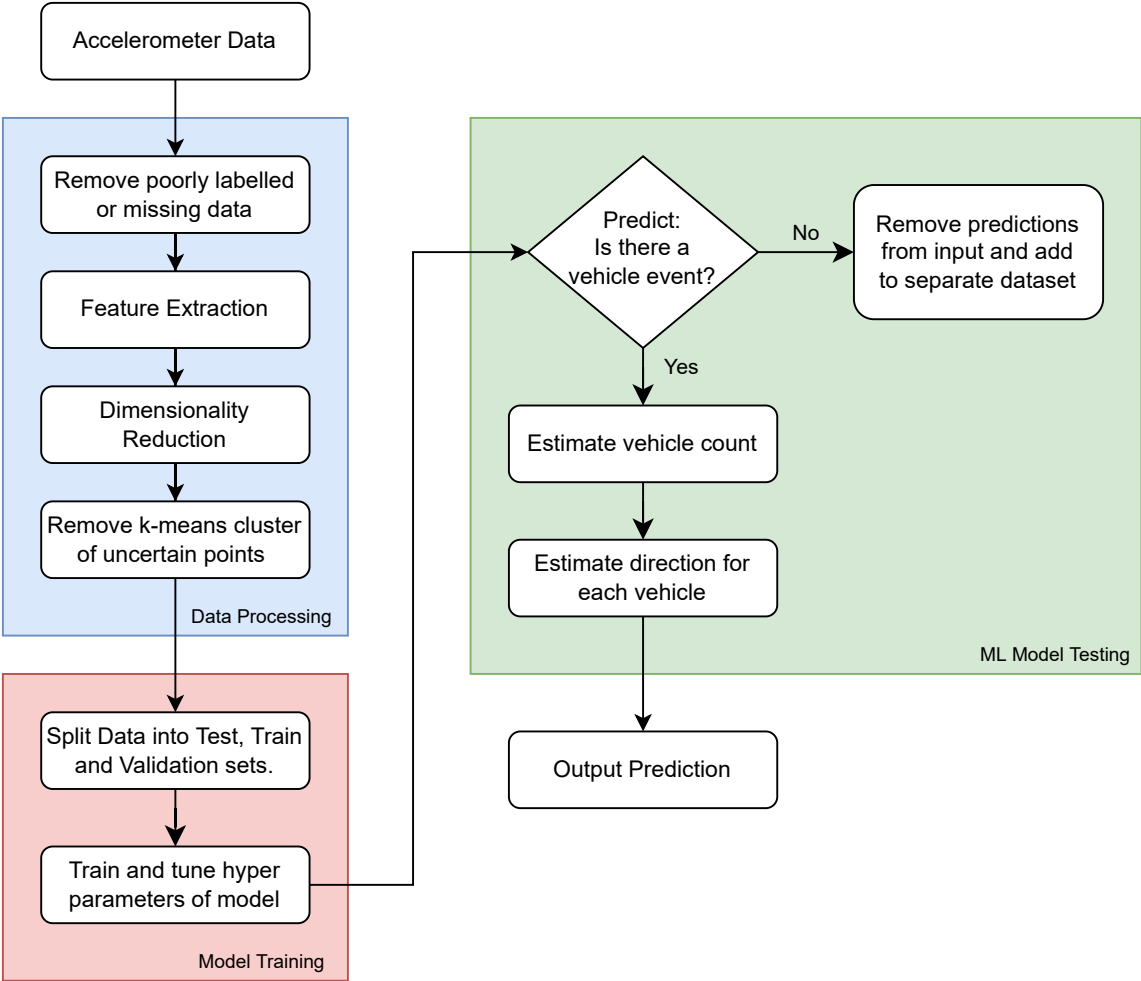 Accelerometer Data
Remove poorly labelled
or missing data
Feature Extraction
Dimensionality
Reduction
Remove k-means cluster
of uncertain points
Data Processing
Split Data into Test, Train
and Validation sets.
Train and tune hyper
parameters of model
Model Training
Predict:
Is there a
vehicle event?
No
Remove predictions
from input and add
to separate dataset
Yes
Estimate vehicle count
Estimate direction for
each vehicle
ML Model Testing
Output Prediction